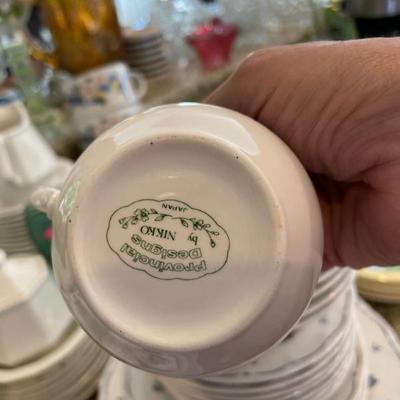 Provincial
Designs
by NIKKO
JAPAN